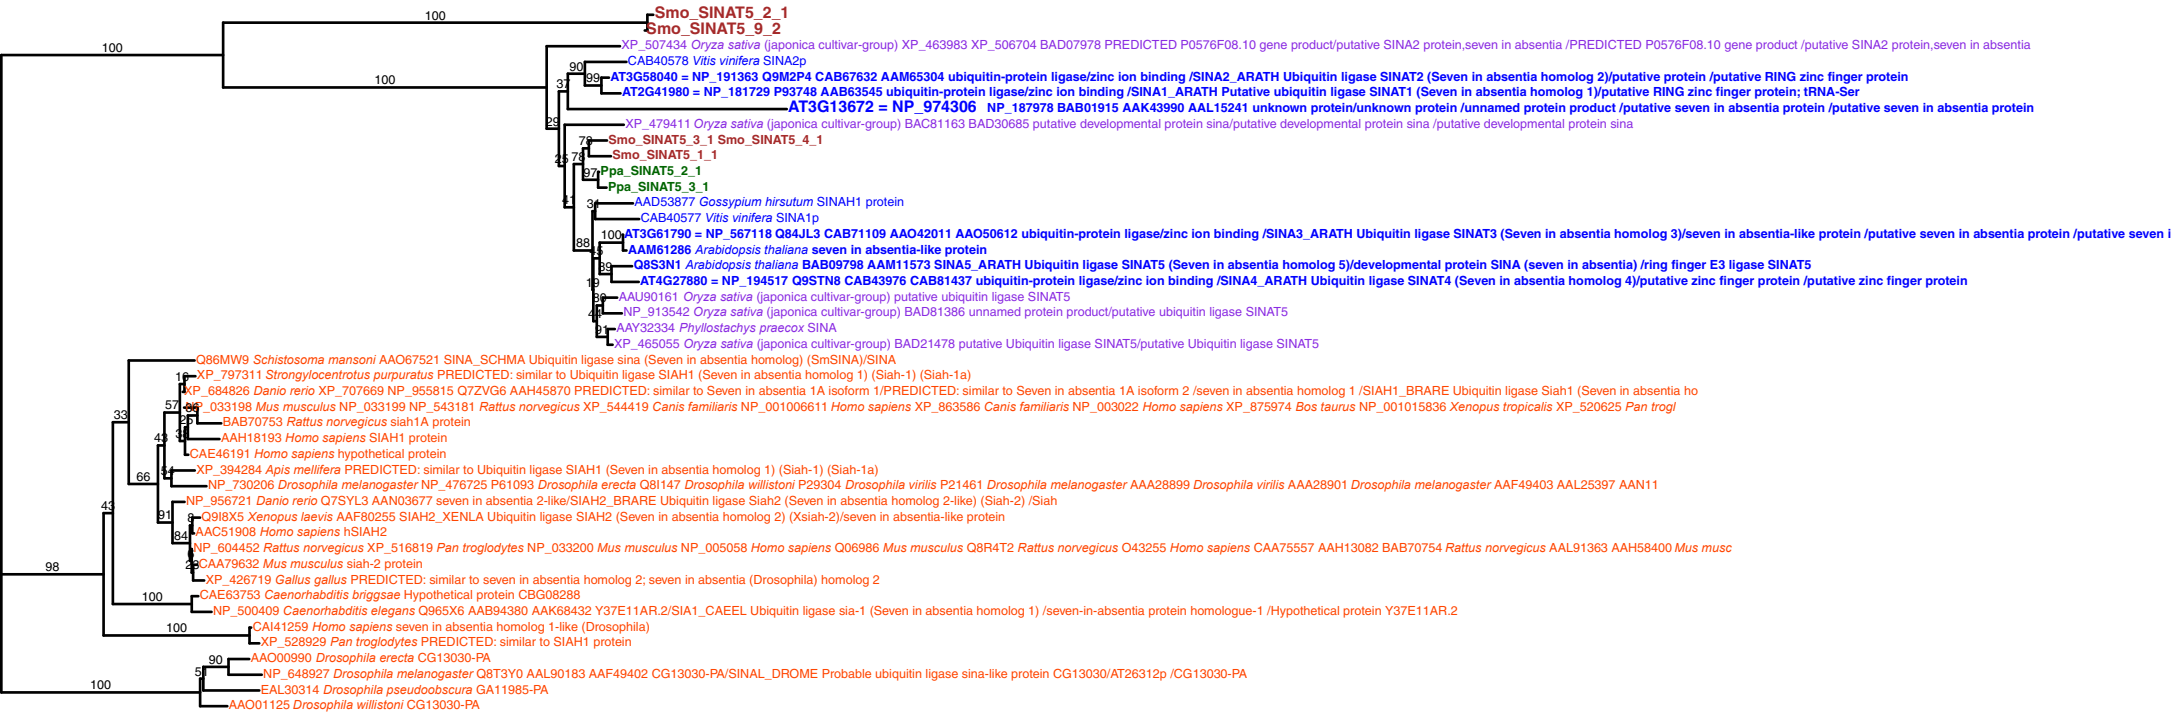 100 Smo_SINAT5_2_1
Smo_SINAT5_9_2
XP_507434 Oryza sativa (japonica cultivar-group) XP_463983 XP_506704 BAD07978 PREDICTED P0576F08.10 gene product/putative SINA2 protein,seven in absentia /PREDICTED P0576F08.10 gene product /putative SINA2 protein,seven in absentia
100
CAB40578 Vitis vinifera SINA2p
90
99 AT3G58040 = NP_191363 Q9M2P4 CAB67632 AAM65304 ubiquitin-protein ligase/zinc ion binding /SINA2_ARATH Ubiquitin ligase SINAT2 (Seven in absentia homolog 2)/putative protein /putative RING zinc finger protein
100
37
AT2G41980 = NP_181729 P93748 AAB63545 ubiquitin-protein ligase/zinc ion binding /SINA1_ARATH Putative ubiquitin ligase SINAT1 (Seven in absentia homolog 1)/putative RING zinc finger protein; tRNA-Ser
AT3G13672 = NP_974306 NP_187978 BAB01915 AAK43990 AAL15241 unknown protein/unknown protein /unnamed protein product /putative seven in absentia protein /putative seven in absentia protein
29
XP_479411 Oryza sativa (japonica cultivar-group) BAC81163 BAD30685 putative developmental protein sina/putative developmental protein sina /putative developmental protein sina
Smo_SINAT5_3_1 Smo_SINAT5_4_1
25
78
Smo_SINAT5_1_1
97 Ppa_SINAT5_2_1
Ppa_SINAT5_3_1
41
AAD53877 Gossypium hirsutum SINAH1 protein
CAB40577 Vitis vinifera SINA1p
100 AT3G61790 = NP_567118 Q84JL3 CAB71109 AAO42011 AAO50612 ubiquitin-protein ligase/zinc ion binding /SINA3_ARATH Ubiquitin ligase SINAT3 (Seven in absentia homolog 3)/seven in absentia-like protein /putative seven in absentia protein /putative seven i
88
AAM61286 Arabidopsis thaliana seven in absentia-like protein
Q8S3N1 Arabidopsis thaliana BAB09798 AAM11573 SINA5_ARATH Ubiquitin ligase SINAT5 (Seven in absentia homolog 5)/developmental protein SINA (seven in absentia) /ring finger E3 ligase SINAT5
19
AT4G27880 = NP_194517 Q9STN8 CAB43976 CAB81437 ubiquitin-protein ligase/zinc ion binding /SINA4_ARATH Ubiquitin ligase SINAT4 (Seven in absentia homolog 4)/putative zinc finger protein /putative zinc finger protein
AAU90161 Oryza sativa (japonica cultivar-group) putative ubiquitin ligase SINAT5
44
NP_913542 Oryza sativa (japonica cultivar-group) BAD81386 unnamed protein product/putative ubiquitin ligase SINAT5
91 AAY32334 Phyllostachys praecox SINA
XP_465055 Oryza sativa (japonica cultivar-group) BAD21478 putative Ubiquitin ligase SINAT5/putative Ubiquitin ligase SINAT5
Q86MW9 Schistosoma mansoni AAO67521 SINA_SCHMA Ubiquitin ligase sina (Seven in absentia homolog) (SmSINA)/SINA
XP_797311 Strongylocentrotus purpuratus PREDICTED: similar to Ubiquitin ligase SIAH1 (Seven in absentia homolog 1) (Siah-1) (Siah-1a)
XP_684826 Danio rerio XP_707669 NP_955815 Q7ZVG6 AAH45870 PREDICTED: similar to Seven in absentia 1A isoform 1/PREDICTED: similar to Seven in absentia 1A isoform 2 /seven in absentia homolog 1 /SIAH1_BRARE Ubiquitin ligase Siah1 (Seven in absentia ho
57
NP_033198 Mus musculus NP_033199 NP_543181 Rattus norvegicus XP_544419 Canis familiaris NP_001006611 Homo sapiens XP_863586 Canis familiaris NP_003022 Homo sapiens XP_875974 Bos taurus NP_001015836 Xenopus tropicalis XP_520625 Pan trogl
33
BAB70753 Rattus norvegicus siah1A protein
43
AAH18193 Homo sapiens SIAH1 protein
CAE46191 Homo sapiens hypothetical protein
XP_394284 Apis mellifera PREDICTED: similar to Ubiquitin ligase SIAH1 (Seven in absentia homolog 1) (Siah-1) (Siah-1a)
66
54
NP_730206 Drosophila melanogaster NP_476725 P61093 Drosophila erecta Q8I147 Drosophila willistoni P29304 Drosophila virilis P21461 Drosophila melanogaster AAA28899 Drosophila virilis AAA28901 Drosophila melanogaster AAF49403 AAL25397 AAN11
NP_956721 Danio rerio Q7SYL3 AAN03677 seven in absentia 2-like/SIAH2_BRARE Ubiquitin ligase Siah2 (Seven in absentia homolog 2-like) (Siah-2) /Siah
43
91
Q9I8X5 Xenopus laevis AAF80255 SIAH2_XENLA Ubiquitin ligase SIAH2 (Seven in absentia homolog 2) (Xsiah-2)/seven in absentia-like protein
84 AAC51908 Homo sapiens hSIAH2
NP_604452 Rattus norvegicus XP_516819 Pan troglodytes NP_033200 Mus musculus NP_005058 Homo sapiens Q06986 Mus musculus Q8R4T2 Rattus norvegicus O43255 Homo sapiens CAA75557 AAH13082 BAB70754 Rattus norvegicus AAL91363 AAH58400 Mus musc
98
CAA79632 Mus musculus siah-2 protein
XP_426719 Gallus gallus PREDICTED: similar to seven in absentia homolog 2; seven in absentia (Drosophila) homolog 2
100 CAE63753 Caenorhabditis briggsae Hypothetical protein CBG08288
NP_500409 Caenorhabditis elegans Q965X6 AAB94380 AAK68432 Y37E11AR.2/SIA1_CAEEL Ubiquitin ligase sia-1 (Seven in absentia homolog 1) /seven-in-absentia protein homologue-1 /Hypothetical protein Y37E11AR.2
100 CAI41259 Homo sapiens seven in absentia homolog 1-like (Drosophila)
XP_528929 Pan troglodytes PREDICTED: similar to SIAH1 protein
90 AAO00990 Drosophila erecta CG13030-PA
NP_648927 Drosophila melanogaster Q8T3Y0 AAL90183 AAF49402 CG13030-PA/SINAL_DROME Probable ubiquitin ligase sina-like protein CG13030/AT26312p /CG13030-PA
100
EAL30314 Drosophila pseudoobscura GA11985-PA
AAO01125 Drosophila willistoni CG13030-PA